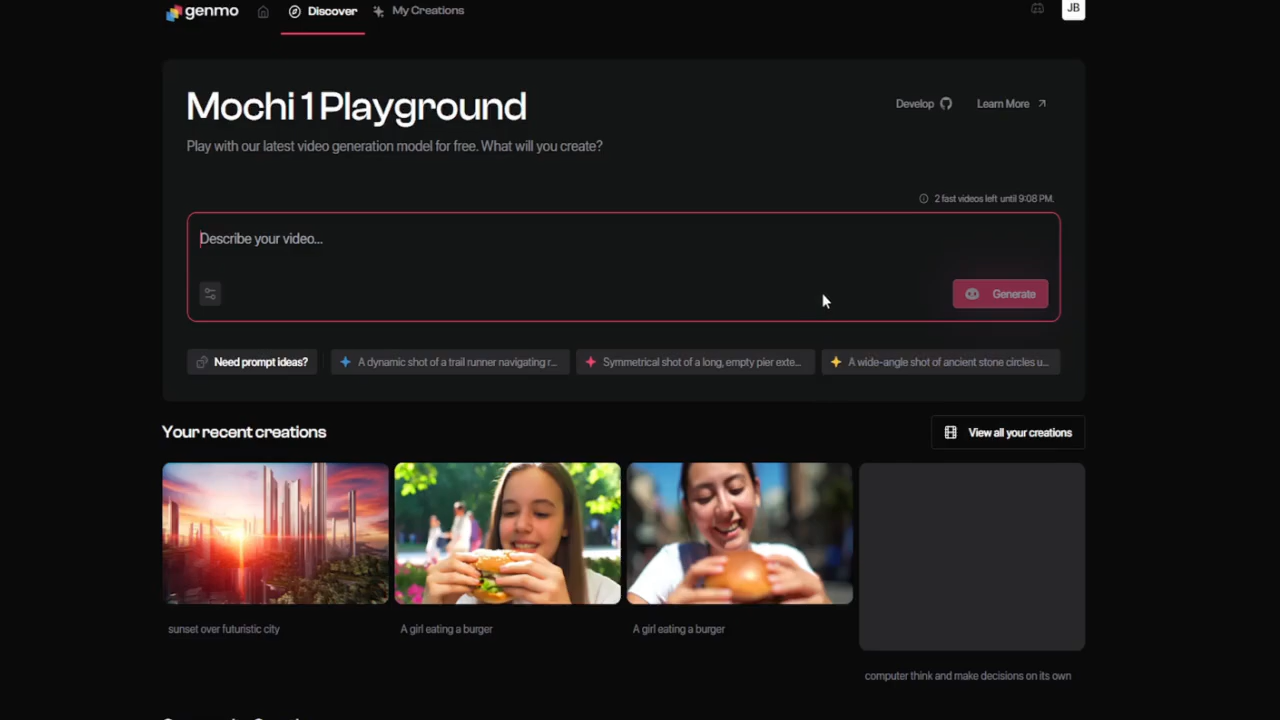 genmo
Discover
My Creations
JB
Mochi 1 Playground
Develop
Learn More
Play with our latest video generation model for free. What will you create?
2 fast videos left until 9:08 PM.
Describe your video...
Generate
Need prompt ideas?
A dynamic shot of a trail runner navigating r...
Symmetrical shot of a long, empty pier exte...
A wide-angle shot of ancient stone circles u...
Your recent creations
View all your creations
sunset over futuristic city
A girl eating a burger
A girl eating a burger
computer think and make decisions on its own